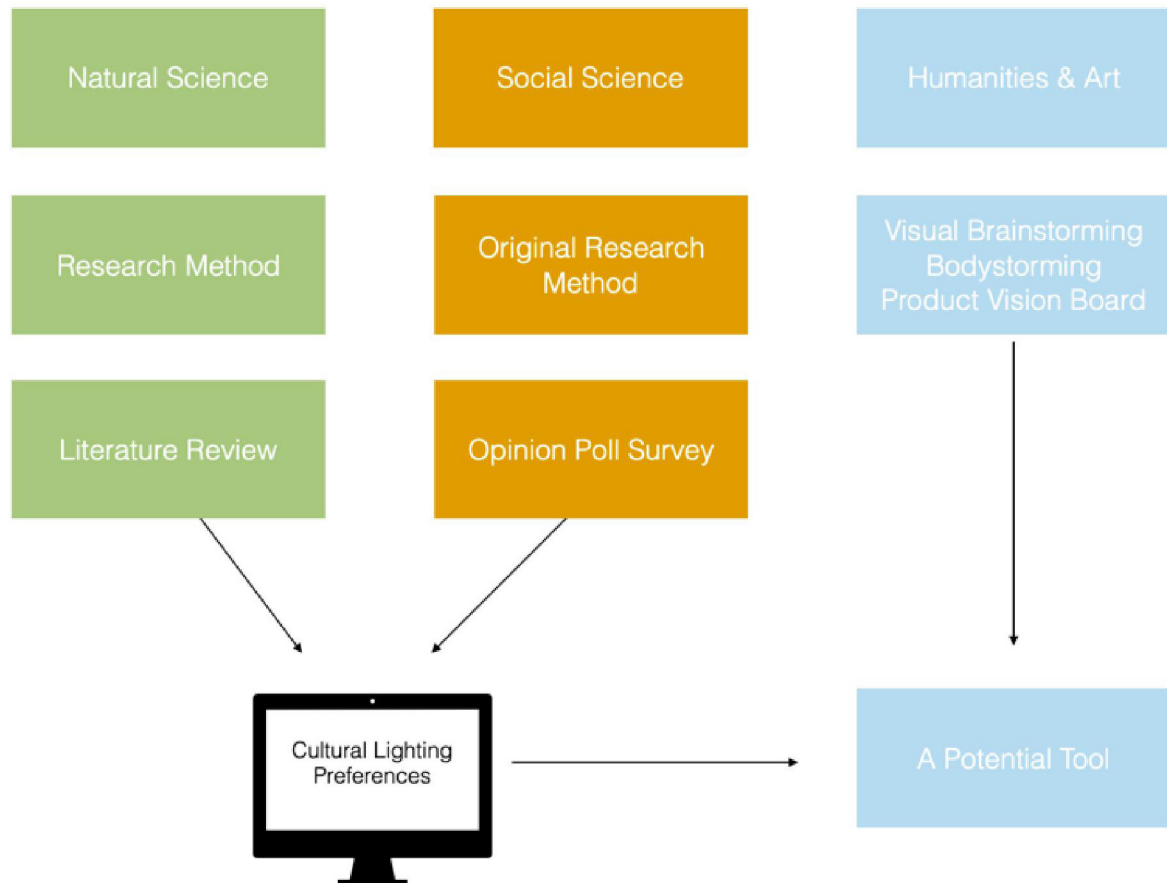 Natural Science
Social Science
Humanities & Art
Research Method
Original Research
Method
Visual Brainstorming
Bodystorming
Product Vision Board
Literature Review
Opinion Poll Survey
Cultural Lighting
Preferences
A Potential Tool